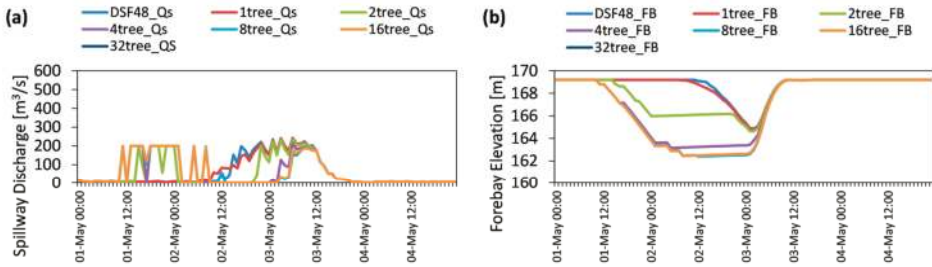 (a)
DSF48_Qs 1tree_Qs 2tree_Qs
4tree_Qs 8tree_Qs 16tree_Qs
32tree_QS
Spillway Discharge [m³/s]
600
500
400
300
200
100
0
01-May 00:00
01-May 12:00
02-May 00:00
02-May 12:00
03-May 00:00
03-May 12:00
04-May 00:00
04-May 12:00
(b)
DSF48_FB 1tree_FB 2tree_FB
4tree_FB 8tree_FB 16tree_FB
32tree_FB
Forebay Elevation [m]
170
168
166
164
162
160
01-May 00:00
01-May 12:00
02-May 00:00
02-May 12:00
03-May 00:00
03-May 12:00
04-May 00:00
04-May 12:00